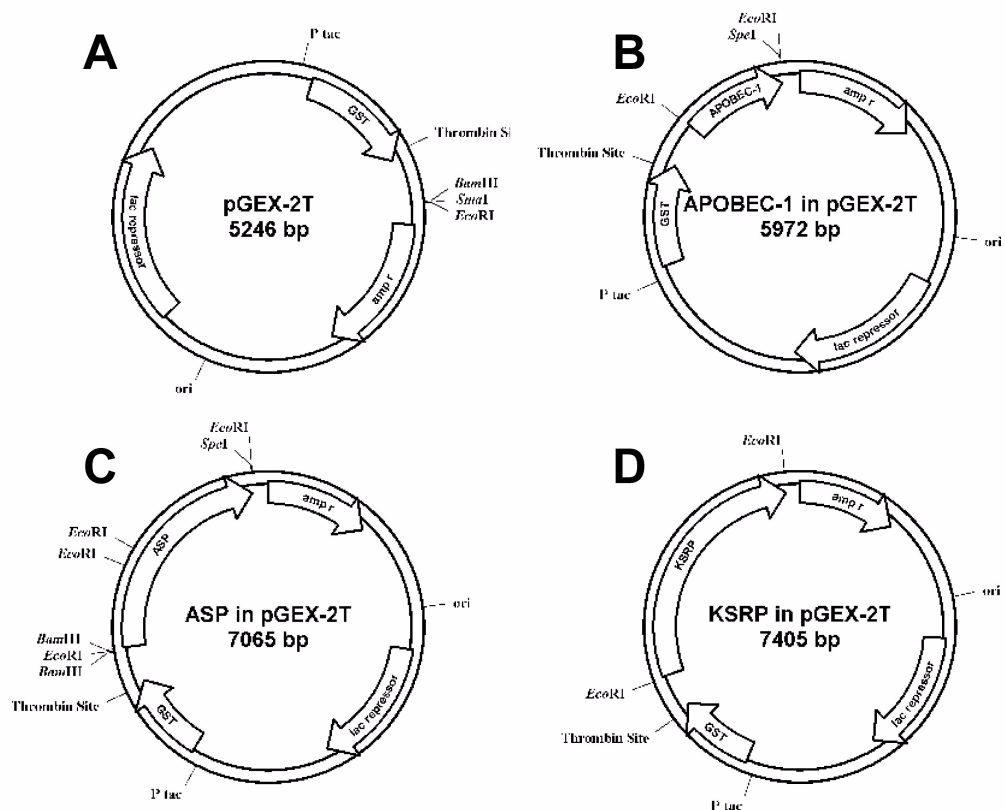 A
P tac
GST
Thrombin Si
BamHI
SmaI
EcoRI
pGEX-2T
5246 bp
lac repressor
amp r
ori
B
EcoRI
SpeI
EcoRI
APOBEC-1
amp r
Thrombin Site
GST
APOBEC-1 in pGEX-2T
5972 bp
ori
P tac
lac repressor
C
EcoRI
SpeI
amp r
EcoRI
ASP
EcoRI
ASP in pGEX-2T
7065 bp
ori
BamHI
EcoRI
BamHI
Thrombin Site
GST
lac repressor
P tac
D
EcoRI
amp r
KSRP
ori
KSRP in pGEX-2T
7405 bp
EcoRI
Thrombin Site
GST
lac repressor
P tac